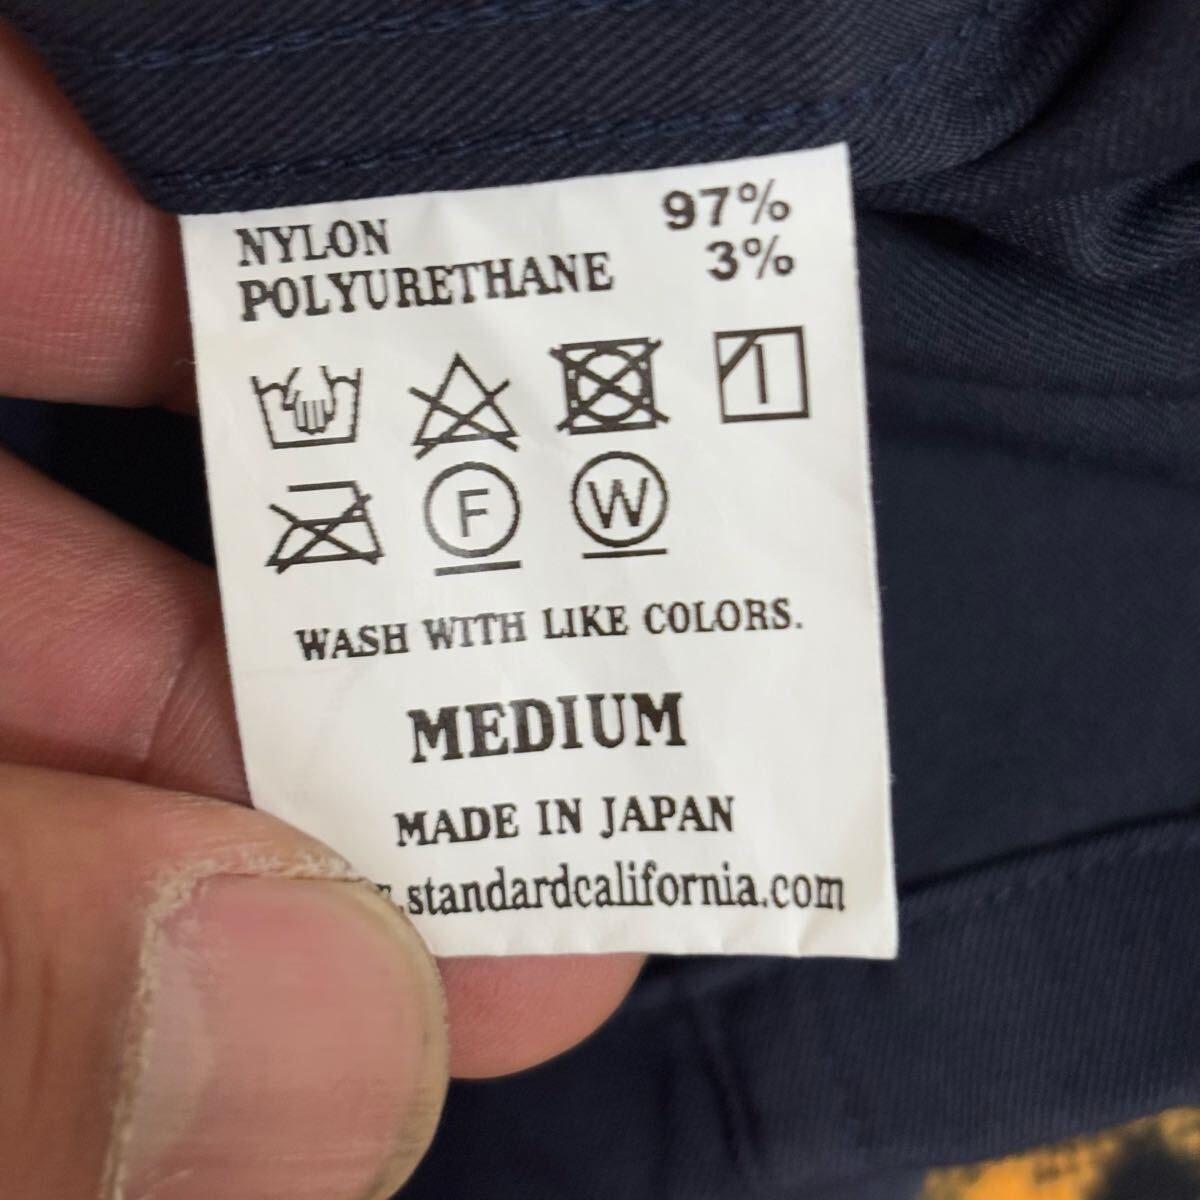 NYLON 97%
POLYURETHANE 3%
F W
WASH WITH LIKE COLORS.
MEDIUM
MADE IN JAPAN
.standardcalifornia.com